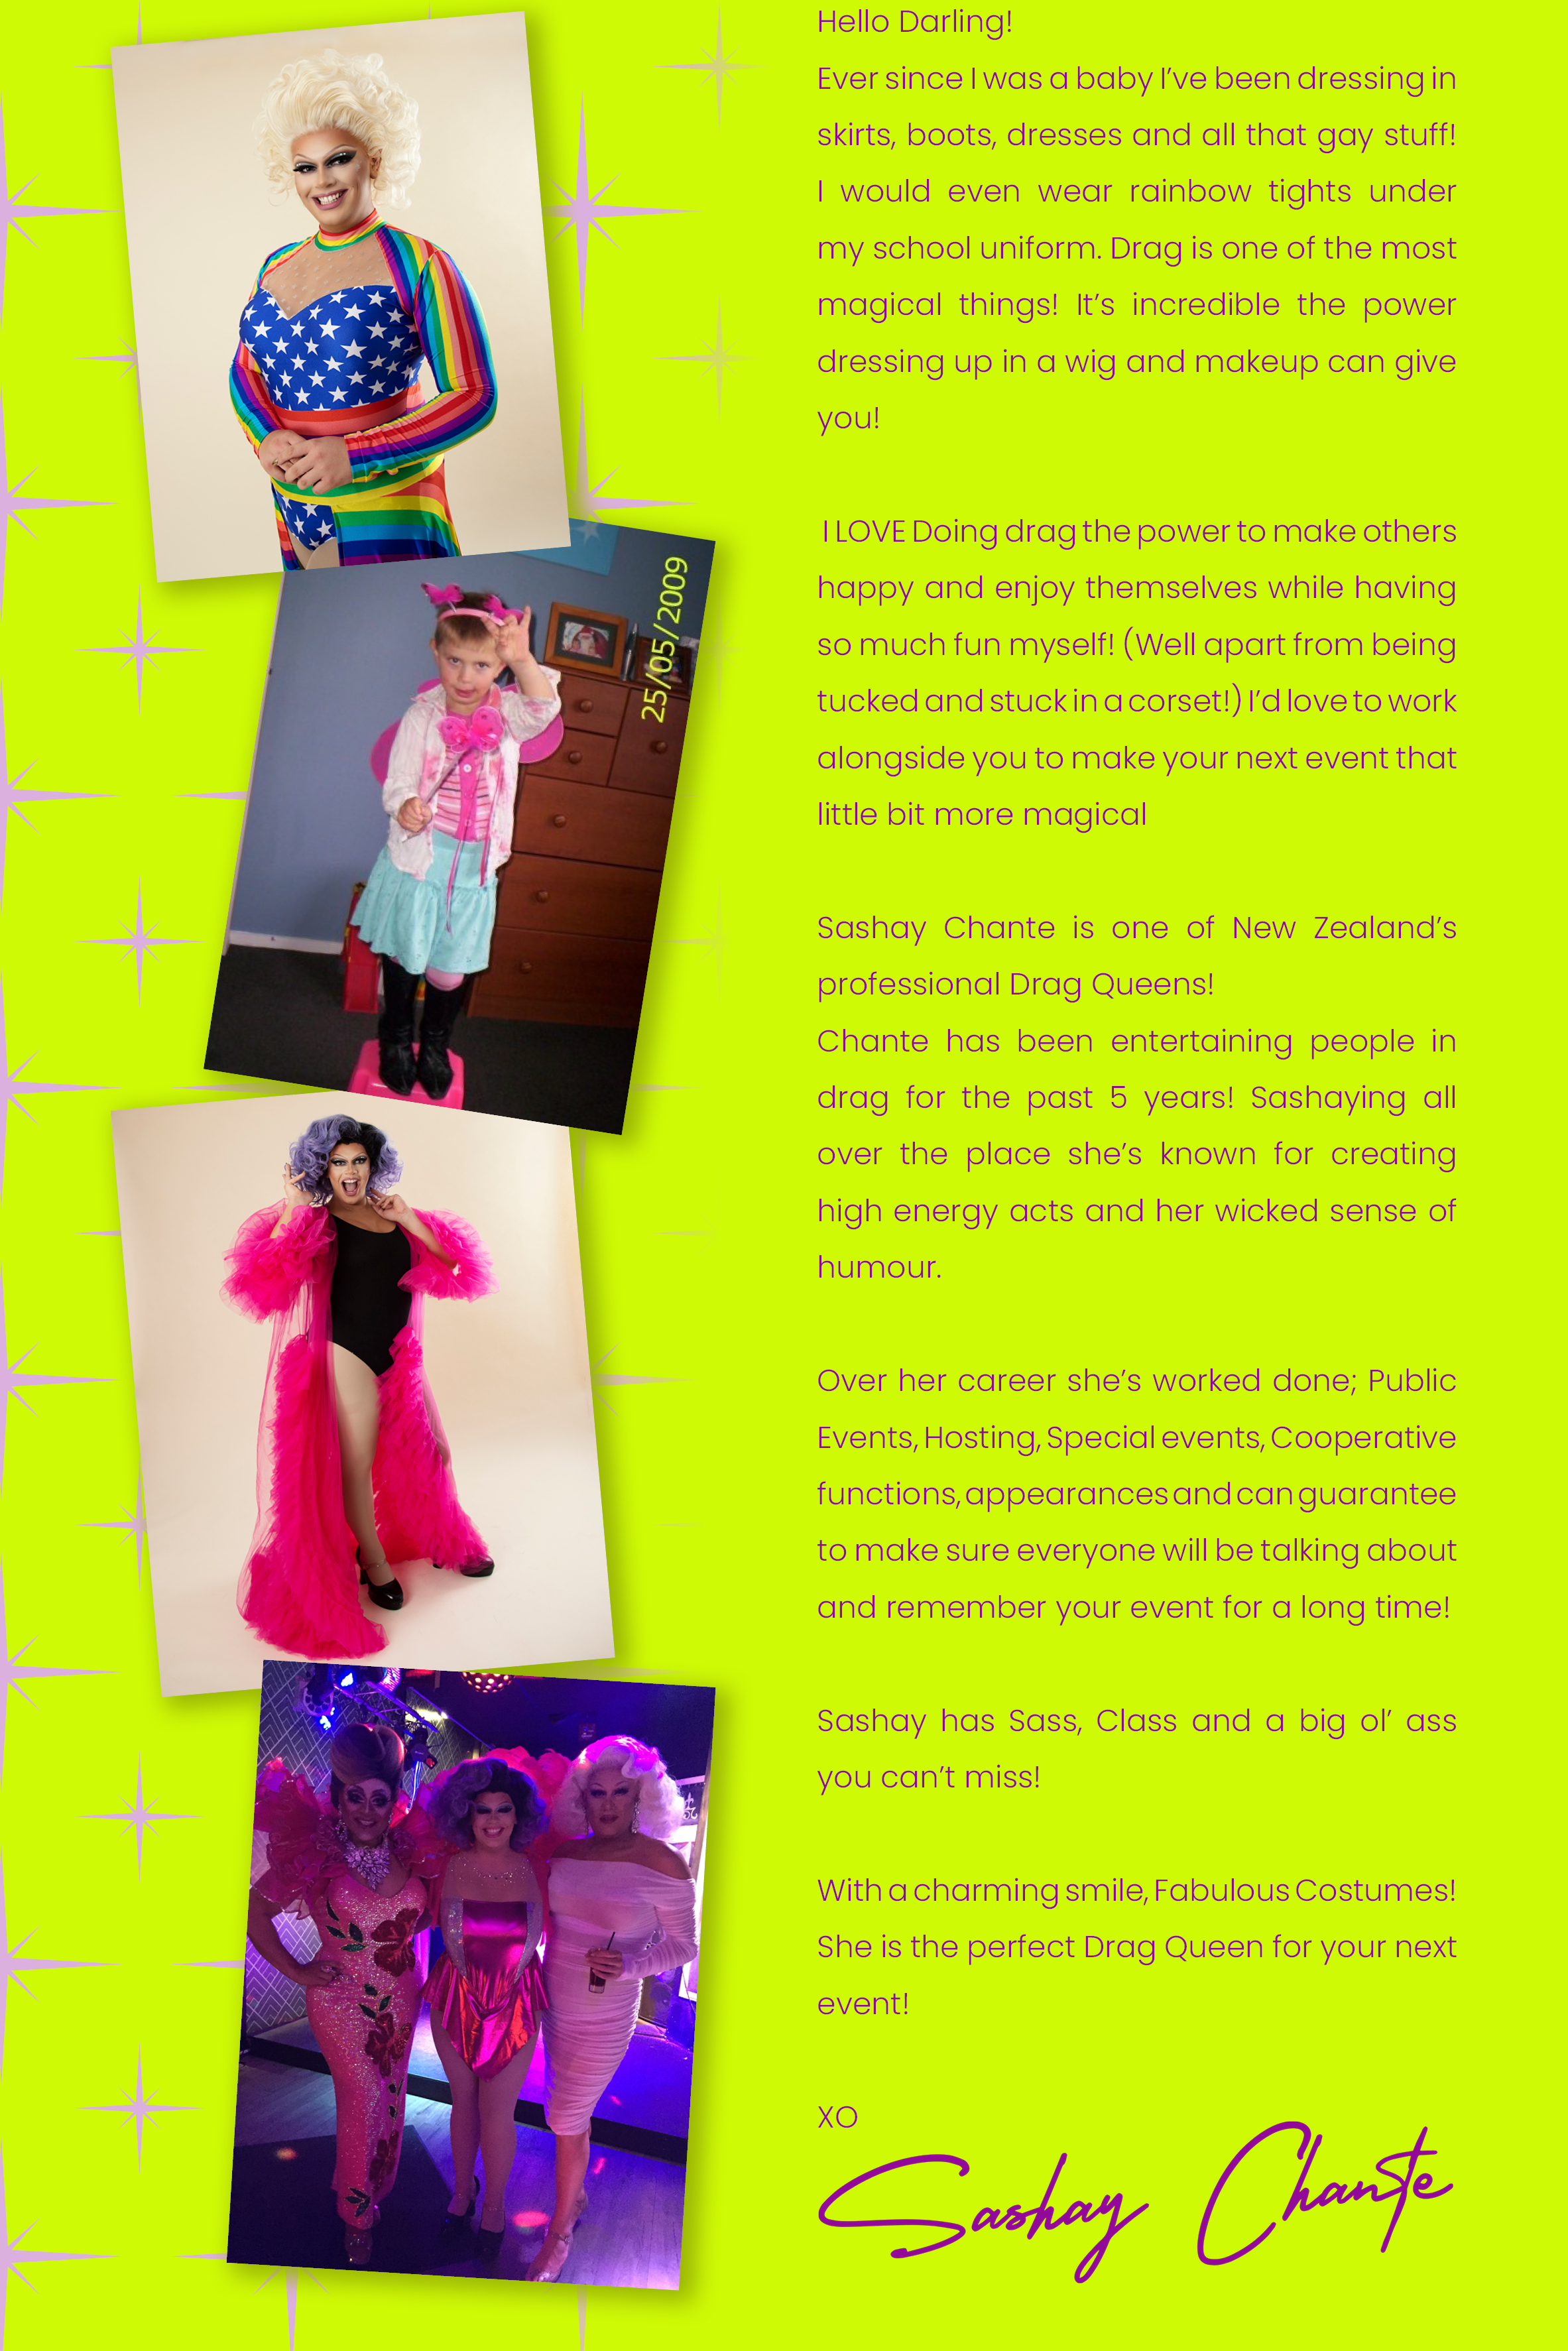 Hello Darling!
Ever since I was a baby I’ve been dressing in
skirts, boots, dresses and all that gay stuff!
I would even wear rainbow tights under
my school uniform. Drag is one of the most
magical things! It’s incredible the power
dressing up in a wig and makeup can give
you!
I LOVE Doing drag the power to make others
happy and enjoy themselves while having
so much fun myself! (Well apart from being
tucked and stuck in a corset!) I’d love to work
alongside you to make your next event that
little bit more magical
Sashay Chante is one of New Zealand’s
professional Drag Queens!
Chante has been entertaining people in
drag for the past 5 years! Sashaying all
over the place she’s known for creating
high energy acts and her wicked sense of
humour.
Over her career she’s worked done; Public
Events, Hosting, Special events, Cooperative
functions, appearances and can guarantee
to make sure everyone will be talking about
and remember your event for a long time!
Sashay has Sass, Class and a big ol’ ass
you can’t miss!
With a charming smile, Fabulous Costumes!
She is the perfect Drag Queen for your next
event!
XO
Sashay Chante
25/05/2009